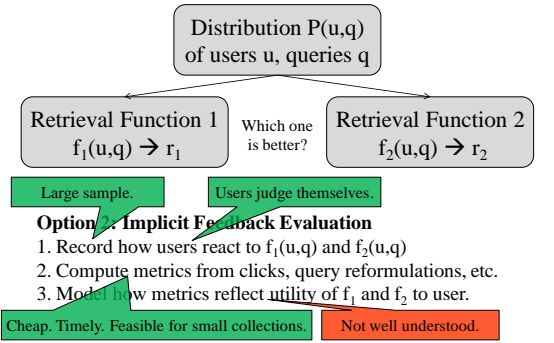 Distribution P(u,q)
of users u, queries q
Retrieval Function 1
f₁(u,q) → r₁
Which one
is better?
Retrieval Function 2
f₂(u,q) → r₂
Large sample.
Users judge themselves.
Option 2: Implicit Feedback Evaluation
1. Record how users react to f₁(u,q) and f₂(u,q)
2. Compute metrics from clicks, query reformulations, etc.
3. Model how metrics reflect utility of f₁ and f₂ to user.
Cheap. Timely. Feasible for small collections.
Not well understood.